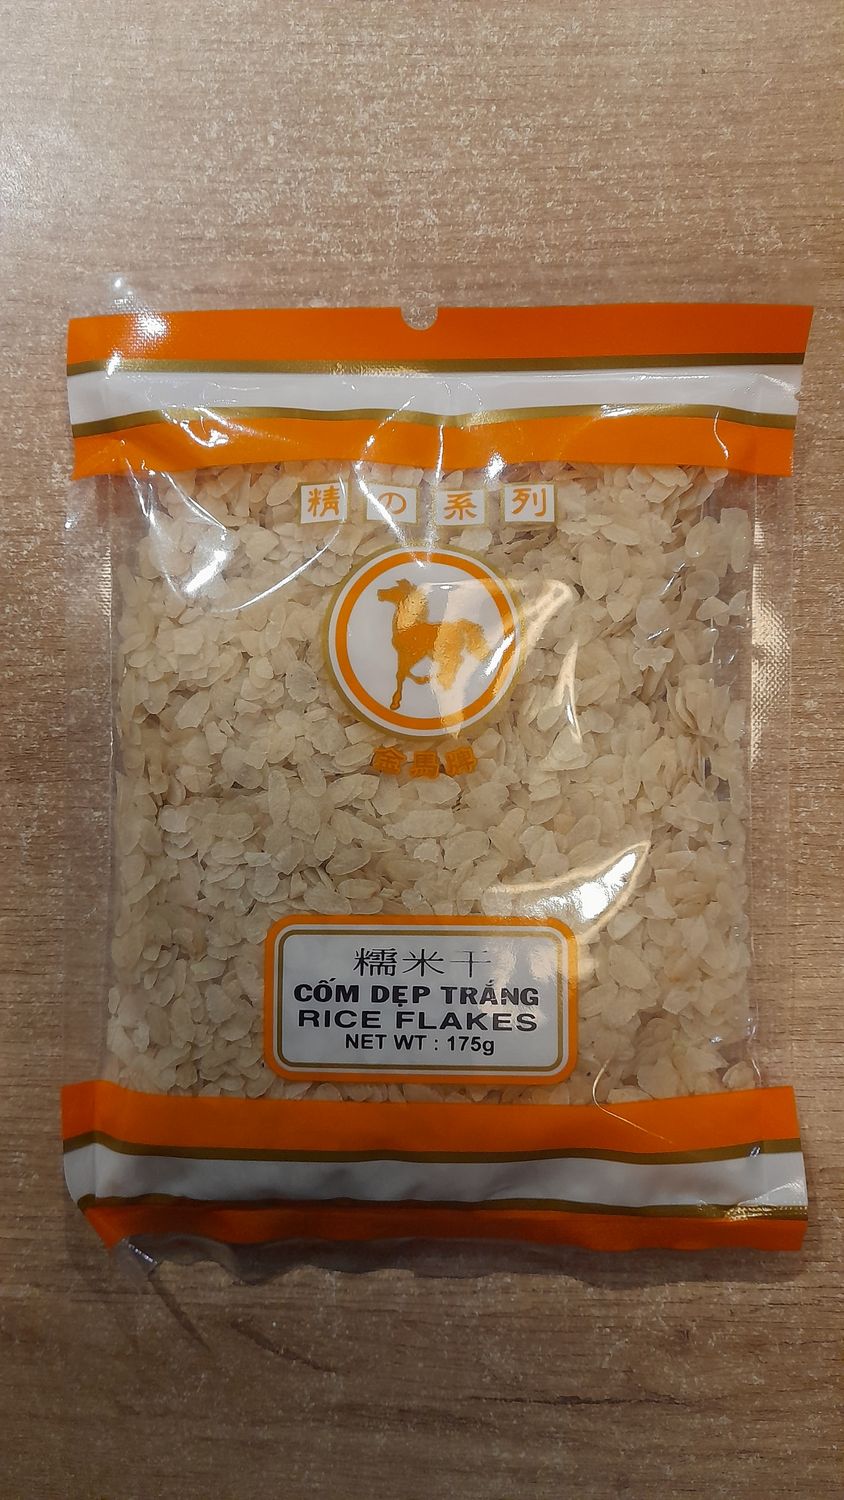 精の系列
金馬牌
糯米干
CỐM DẸP TRẮNG
RICE FLAKES
NET WT : 175g